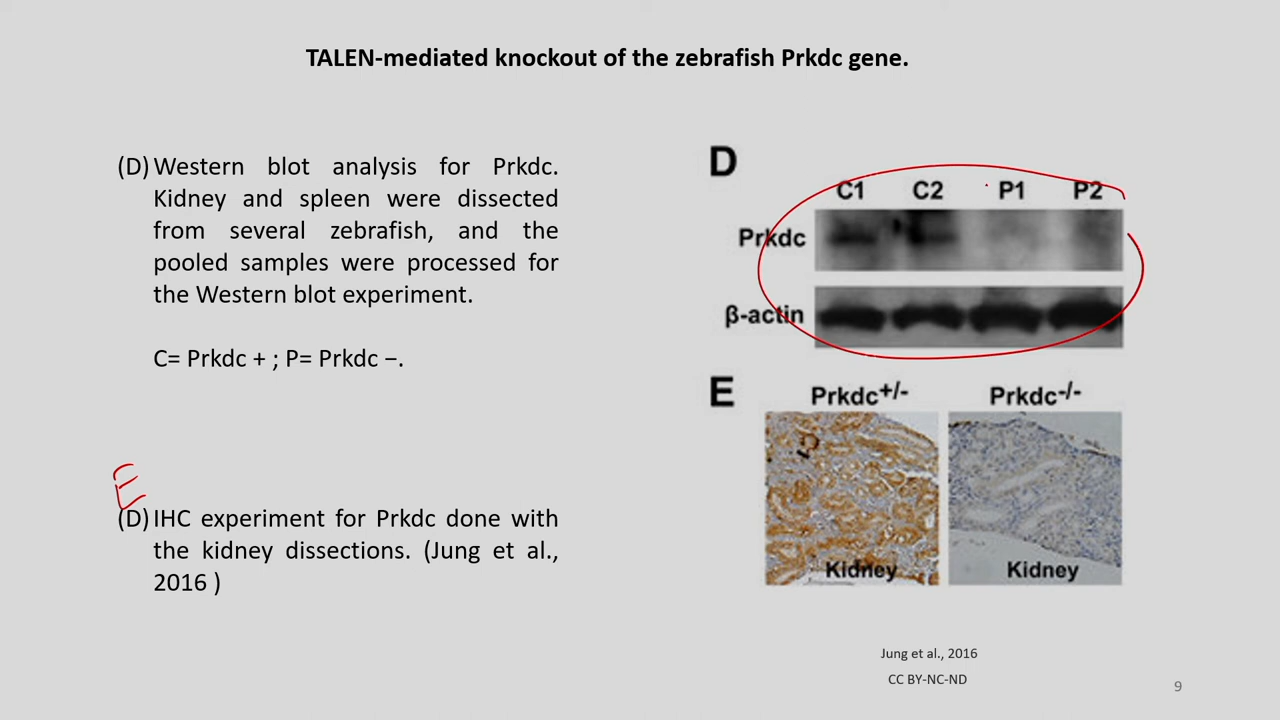 TALEN-mediated knockout of the zebrafish Prkdc gene.
(D) Western blot analysis for Prkdc.
Kidney and spleen were dissected
from several zebrafish, and the
pooled samples were processed for
the Western blot experiment.
C= Prkdc + ; P= Prkdc −.
E
(D) IHC experiment for Prkdc done with
the kidney dissections. (Jung et al.,
2016 )
D
C1 C2 P1 P2
Prkdc
β-actin
E
Prkdc+/- Prkdc-/-
Kidney Kidney
Jung et al., 2016
CC BY-NC-ND
9